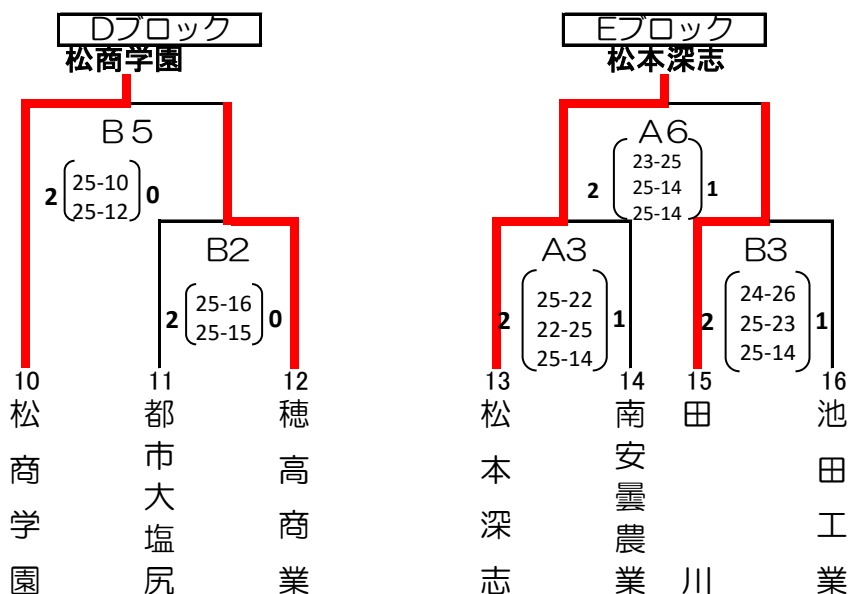 Dブロック
松商学園
B5
2 25-10 0
25-12
B2
2 25-16 0
25-15
10
松商学園
11
都市大塩尻
12
穂高商業
Eブロック
松本深志
A6
23-25
2 25-14 1
25-14
A3
25-22
2 22-25 1
25-14
B3
24-26
2 25-23 1
25-14
13
松本深志
14
南安曇農業
15
田川
16
池田工業